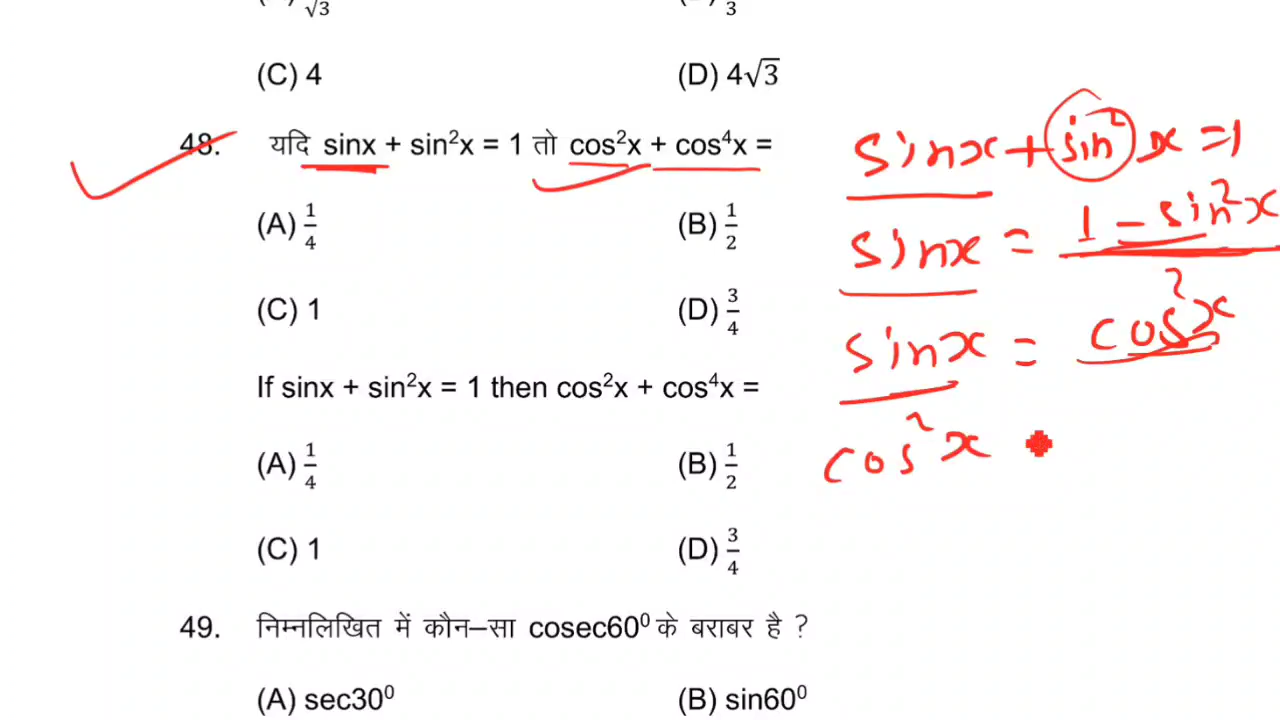 √3
3
(C) 4 (D) 4√3
48. यदि sinx + sin²x = 1 तो cos²x + cos⁴x =
(A) 1/4 (B) 1/2
(C) 1 (D) 3/4
If sinx + sin²x = 1 then cos²x + cos⁴x =
(A) 1/4 (B) 1/2
(C) 1 (D) 3/4
49. निम्नलिखित में कौन–सा cosec60⁰ के बराबर है ?
(A) sec30⁰ (B) sin60⁰
sinx + sin²x = 1
sinx = 1 – sin²x
sinx = cos²x
cos²x